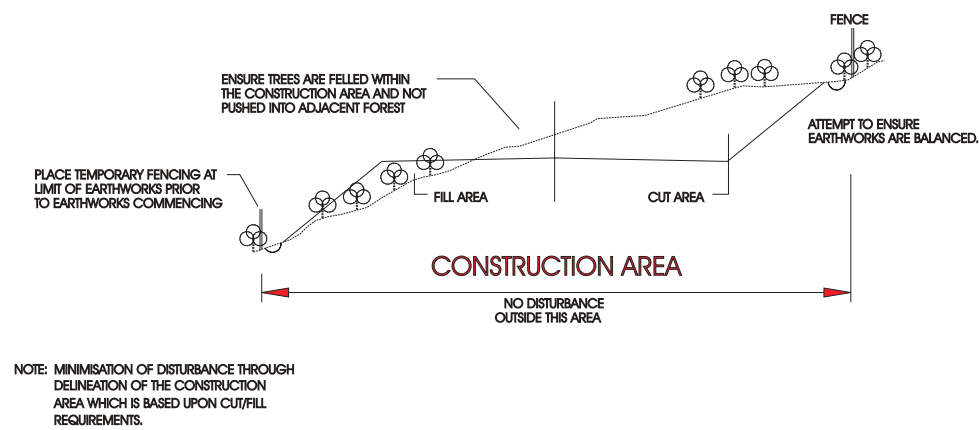 FENCE
ENSURE TREES ARE FELLED WITHIN
THE CONSTRUCTION AREA AND NOT
PUSHED INTO ADJACENT FOREST
ATTEMPT TO ENSURE
EARTHWORKS ARE BALANCED.
PLACE TEMPORARY FENCING AT
LIMIT OF EARTHWORKS PRIOR
TO EARTHWORKS COMMENCING
FILL AREA
CUT AREA
CONSTRUCTION AREA
NO DISTURBANCE
OUTSIDE THIS AREA
NOTE: MINIMISATION OF DISTURBANCE THROUGH
DELINEATION OF THE CONSTRUCTION
AREA WHICH IS BASED UPON CUT/FILL
REQUIREMENTS.